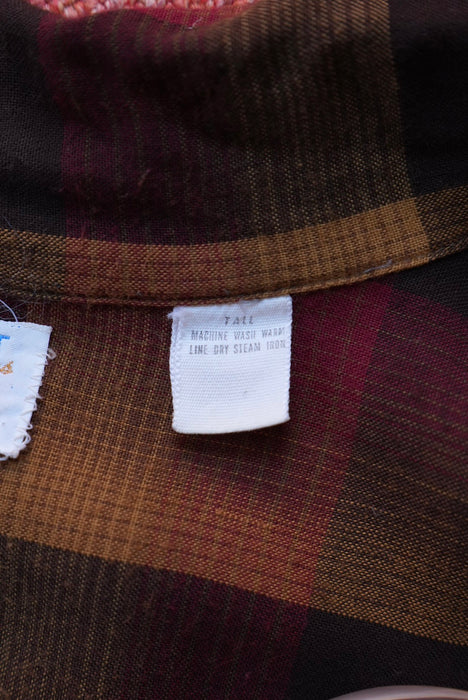 TALL
MACHINE WASH WARM
LINE DRY STEAM IRON